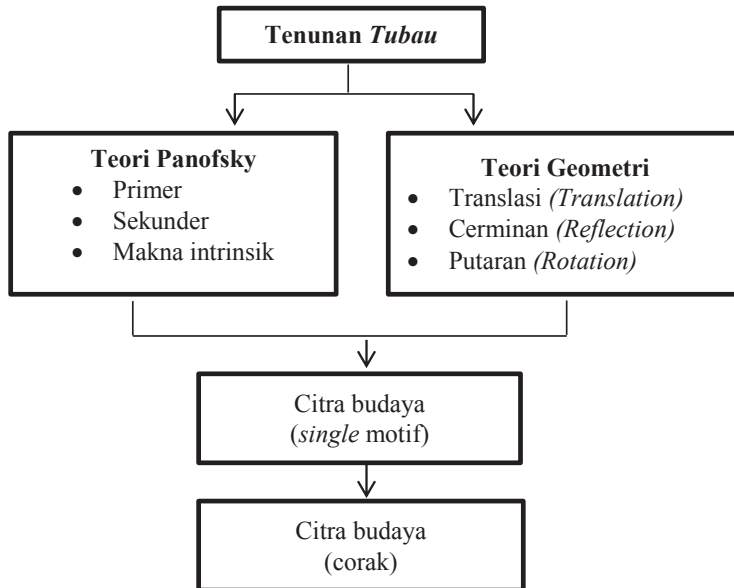 Tenunan Tubau
Teori Panofsky
• Primer
• Sekunder
• Makna intrinsik
Teori Geometri
• Translasi (Translation)
• Cerminan (Reflection)
• Putaran (Rotation)
Citra budaya
(single motif)
Citra budaya
(corak)